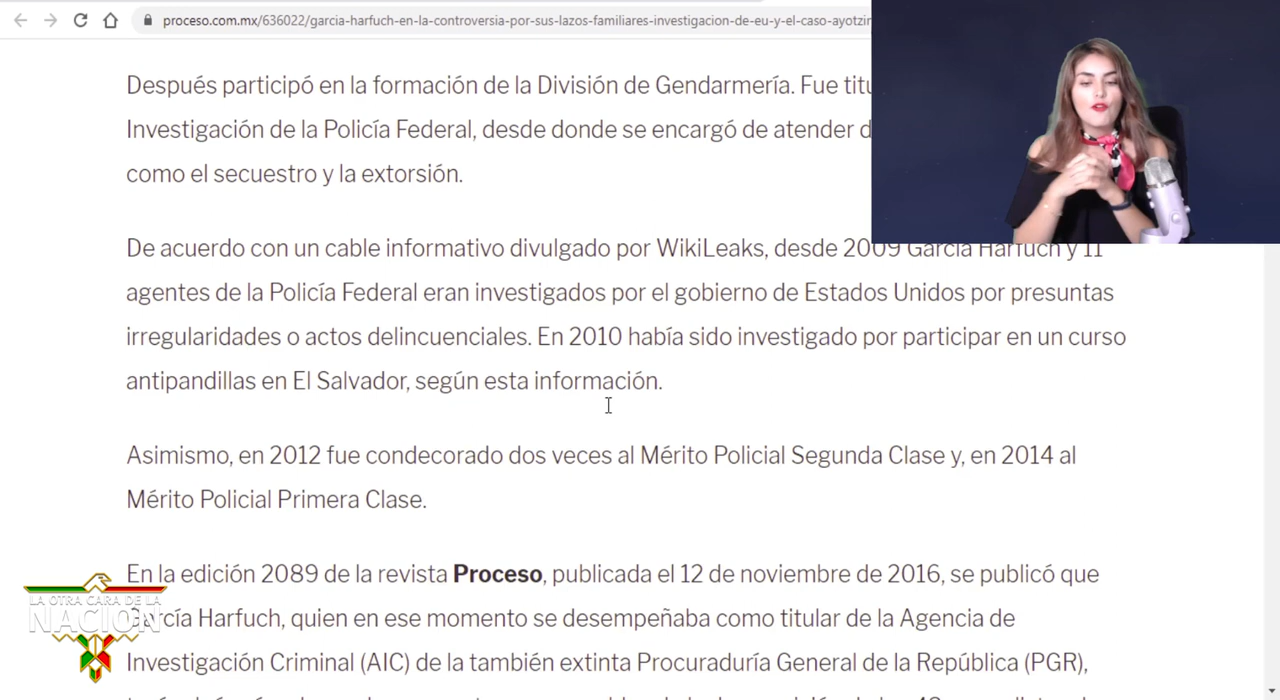 proceso.com.mx/636022/garcia-harfuch-en-la-controversia-por-sus-lazos-familiares-investigacion-de-eu-y-el-caso-ayotzin
Después participó en la formación de la División de Gendarmería. Fue titu
Investigación de la Policía Federal, desde donde se encargó de atender d
como el secuestro y la extorsión.
De acuerdo con un cable informativo divulgado por WikiLeaks, desde 2009 García Harfuch y 11
agentes de la Policía Federal eran investigados por el gobierno de Estados Unidos por presuntas
irregularidades o actos delincuenciales. En 2010 había sido investigado por participar en un curso
antipandillas en El Salvador, según esta información.
Asimismo, en 2012 fue condecorado dos veces al Mérito Policial Segunda Clase y, en 2014 al
Mérito Policial Primera Clase.
En la edición 2089 de la revista Proceso, publicada el 12 de noviembre de 2016, se publicó que
García Harfuch, quien en ese momento se desempeñaba como titular de la Agencia de
Investigación Criminal (AIC) de la también extinta Procuraduría General de la República (PGR),
LA OTRA CARA DE LA
NACIÓN